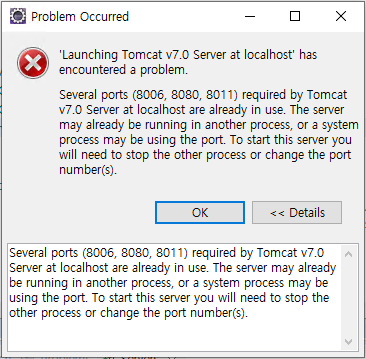 Problem Occurred
'Launching Tomcat v7.0 Server at localhost' has
encountered a problem.
Several ports (8006, 8080, 8011) required by Tomcat
v7.0 Server at localhost are already in use. The server
may already be running in another process, or a system
process may be using the port. To start this server you
will need to stop the other process or change the port
number(s).
OK
<< Details
Several ports (8006, 8080, 8011) required by Tomcat v7.0
Server at localhost are already in use. The server may already
be running in another process, or a system process may be
using the port. To start this server you will need to stop the
other process or change the port number(s).